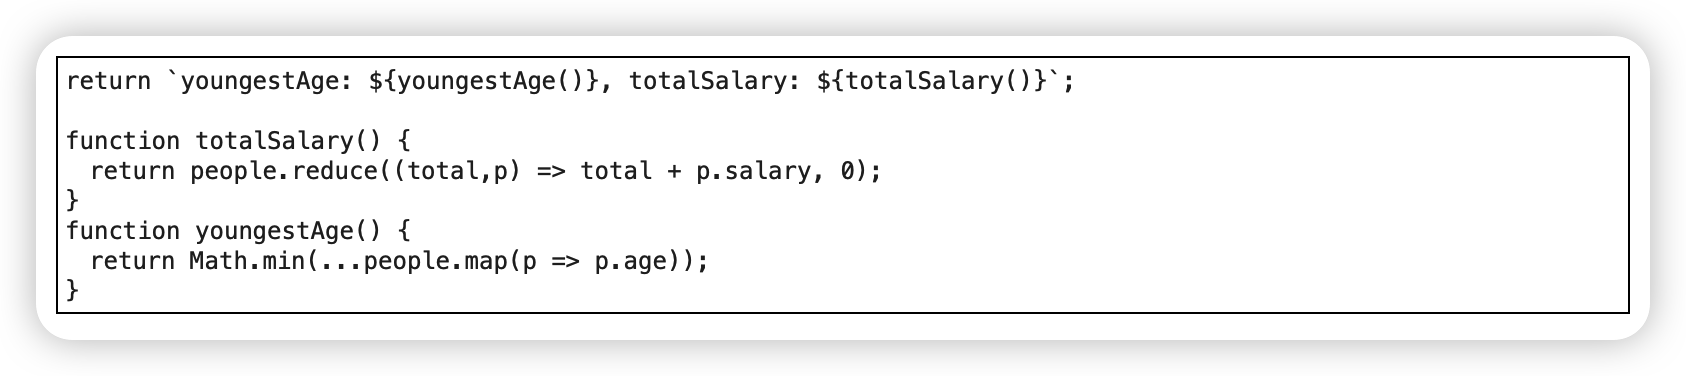 return `youngestAge: ${youngestAge()}, totalSalary: ${totalSalary()}`;

function totalSalary() {
  return people.reduce((total,p) => total + p.salary, 0);
}
function youngestAge() {
  return Math.min(...people.map(p => p.age));
}